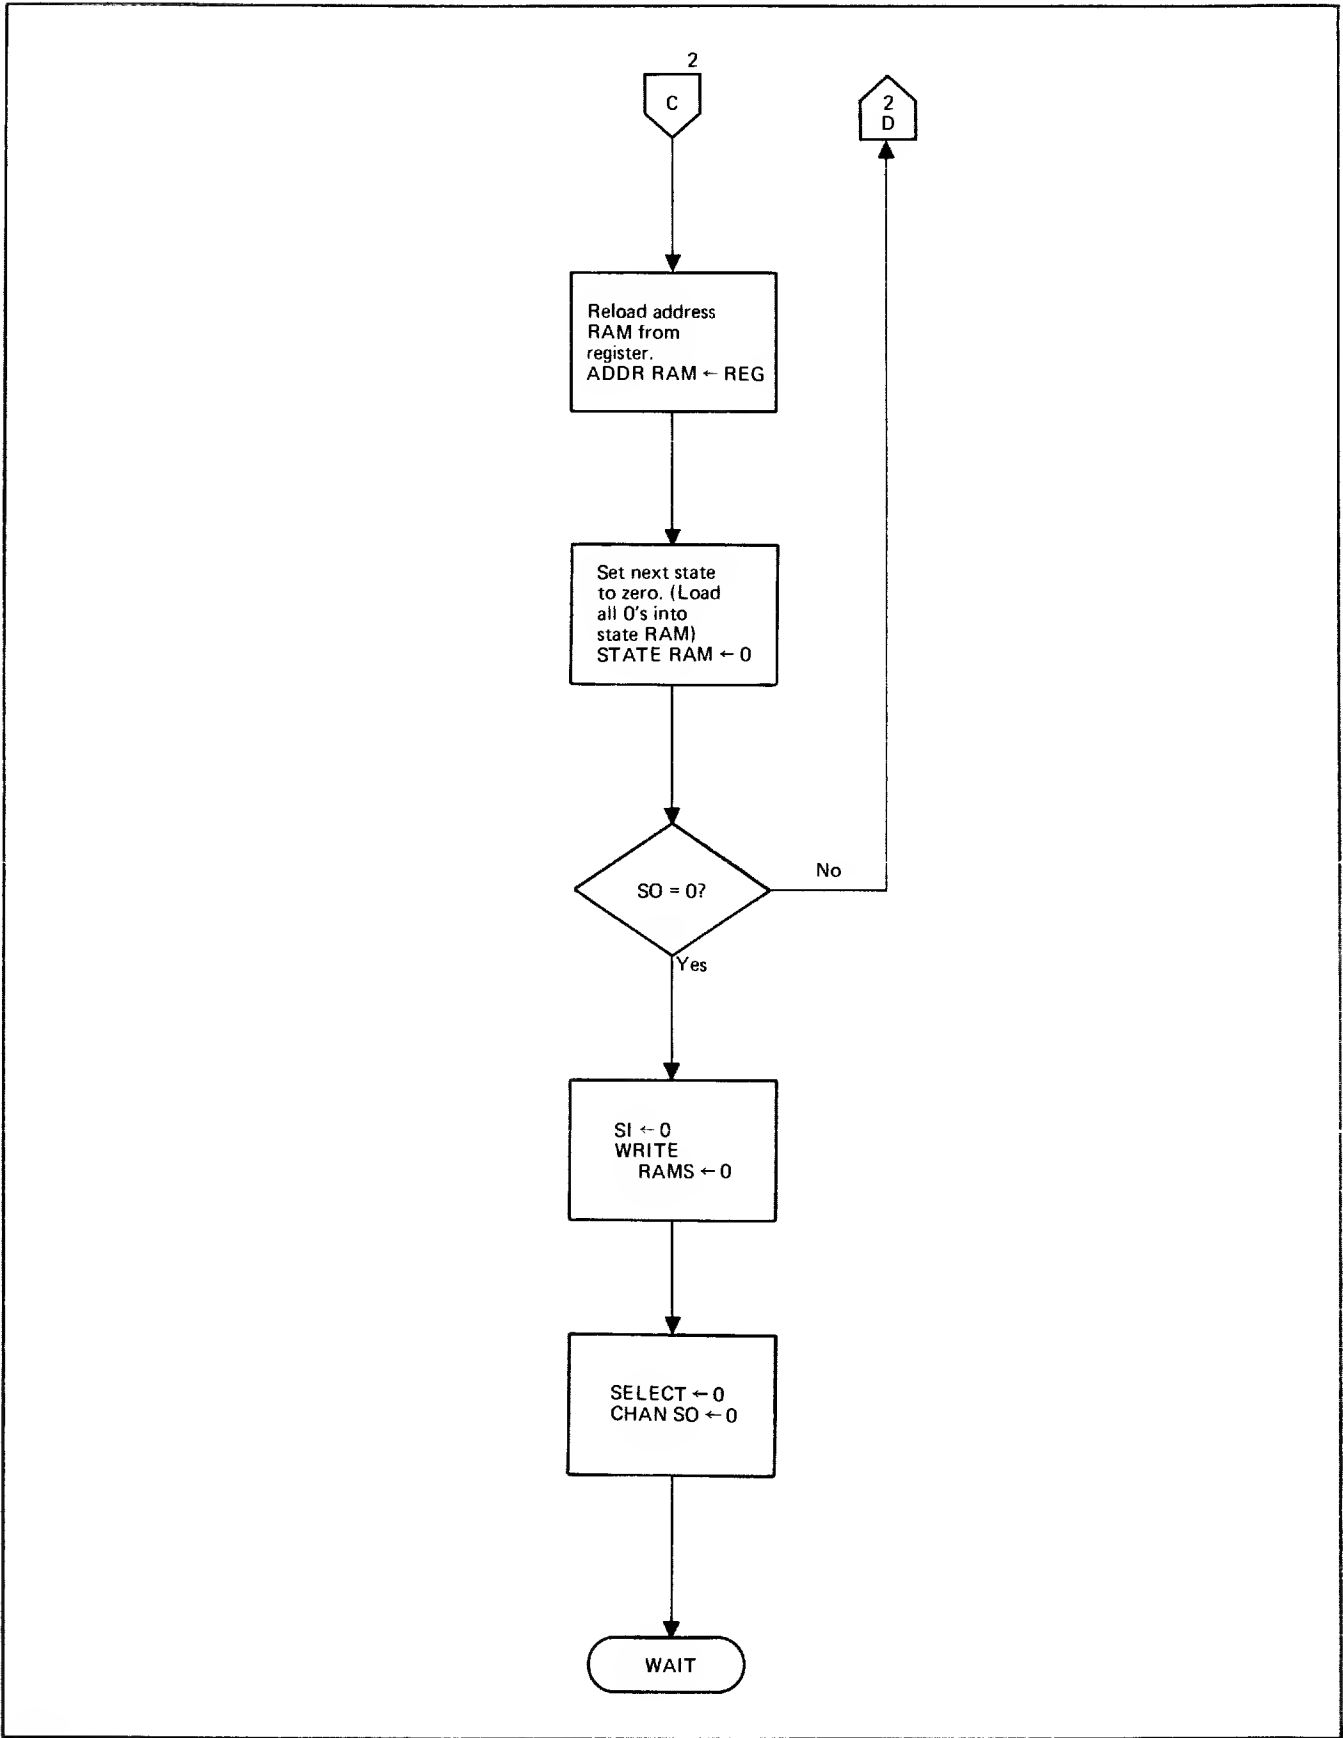 2
C
2
D
Reload address
RAM from
register.
ADDR RAM ← REG
Set next state
to zero. (Load
all 0's into
state RAM)
STATE RAM ← 0
SO = 0?
No
Yes
SI ← 0
WRITE
RAMS ← 0
SELECT ← 0
CHAN SO ← 0
WAIT